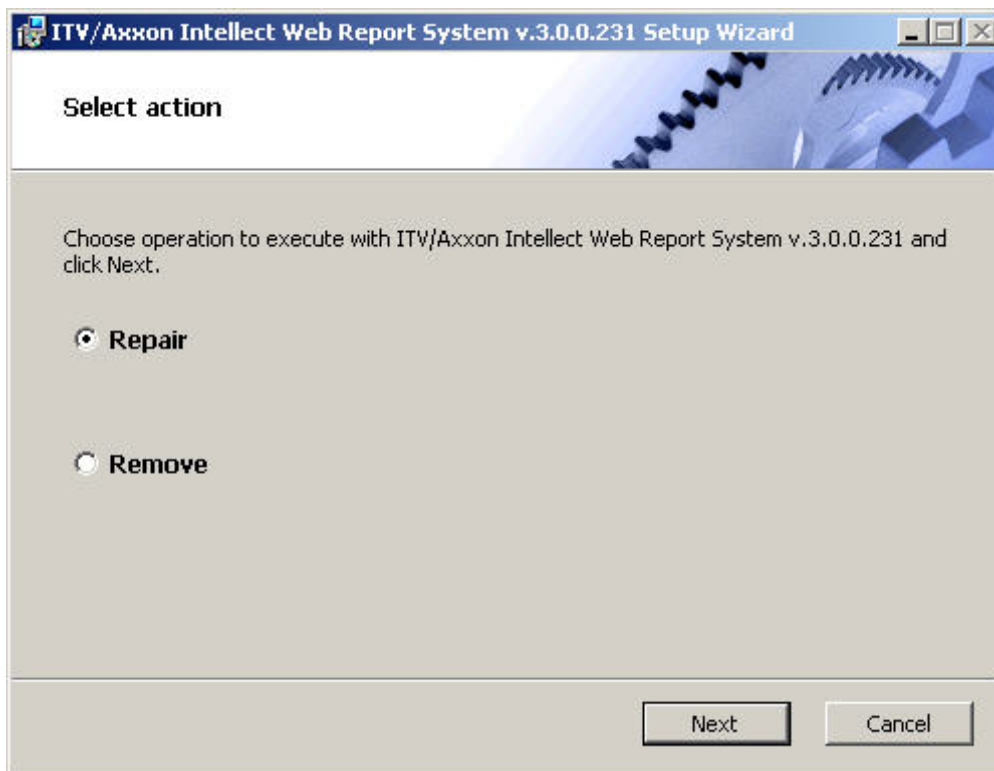 ITV/Axxon Intellect Web Report System v.3.0.0.231 Setup Wizard
Select action
Choose operation to execute with ITV/Axxon Intellect Web Report System v.3.0.0.231 and
click Next.
Repair
Remove
Next
Cancel